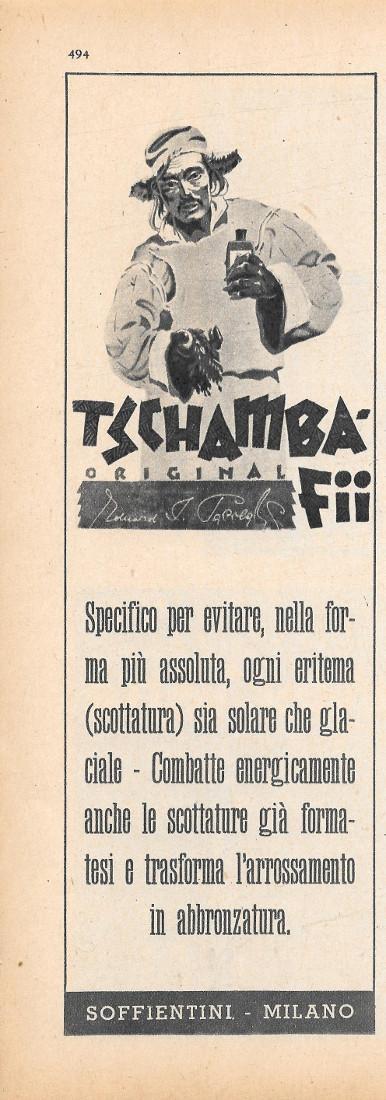 494
TSCHAMBA-
ORIGINAL
Fii
Eduard J.
Specifico per evitare, nella for-
ma più assoluta, ogni eritema
(scottatura) sia solare che gla-
ciale - Combatte energicamente
anche le scottature già forma-
tesi e trasforma l'arrossamento
in abbronzatura.
SOFFIENTINI - MILANO